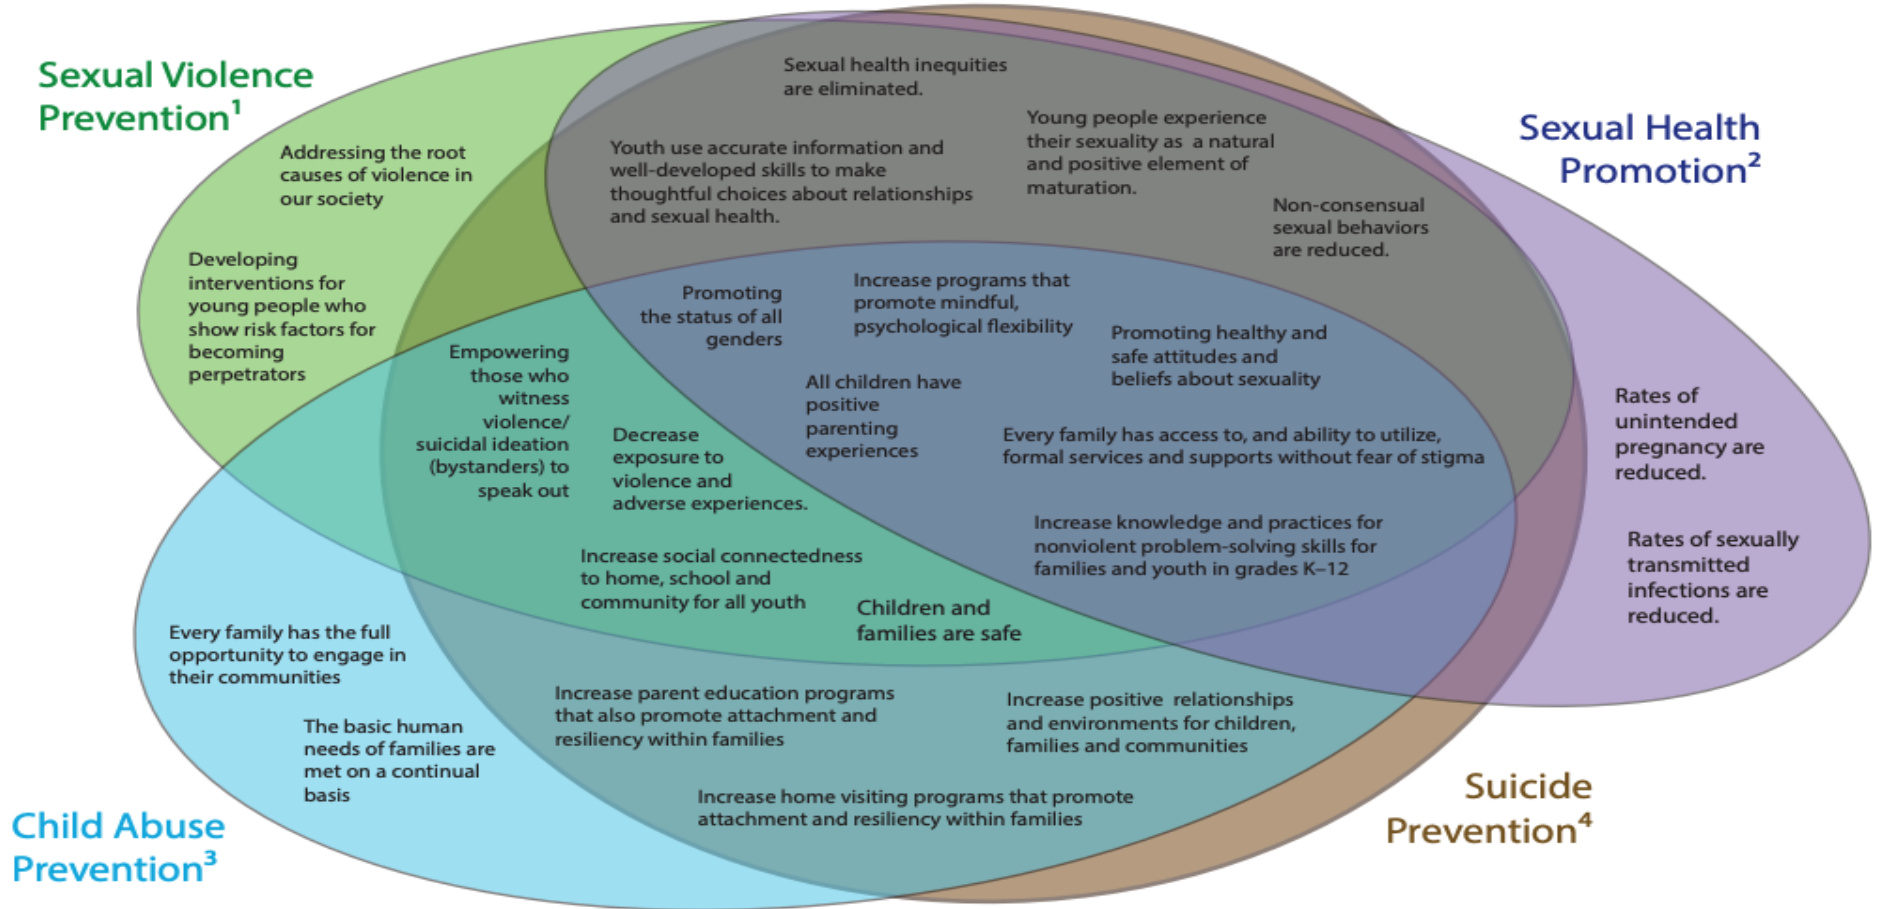 Sexual Violence
Prevention¹
Addressing the root
causes of violence in
our society
Developing
interventions for
young people who
show risk factors for
becoming
perpetrators
Sexual health inequities
are eliminated.
Youth use accurate information and
well-developed skills to make
thoughtful choices about relationships
and sexual health.
Young people experience
their sexuality as a natural
and positive element of
maturation.
Non-consensual
sexual behaviors
are reduced.
Sexual Health
Promotion²
Promoting
the status of all
genders
Increase programs that
promote mindful,
psychological flexibility
Promoting healthy and
safe attitudes and
beliefs about sexuality
Empowering
those who
witness
violence/
suicidal ideation
(bystanders) to
speak out
Decrease
exposure to
violence and
adverse experiences.
All children have
positive
parenting
experiences
Every family has access to, and ability to utilize,
formal services and supports without fear of stigma
Rates of
unintended
pregnancy are
reduced.
Increase knowledge and practices for
nonviolent problem-solving skills for
families and youth in grades K–12
Rates of sexually
transmitted
infections are
reduced.
Increase social connectedness
to home, school and
community for all youth
Children and
families are safe
Every family has the full
opportunity to engage in
their communities
The basic human
needs of families are
met on a continual
basis
Increase parent education programs
that also promote attachment and
resiliency within families
Increase positive relationships
and environments for children,
families and communities
Increase home visiting programs that promote
attachment and resiliency within families
Child Abuse
Prevention³
Suicide
Prevention⁴